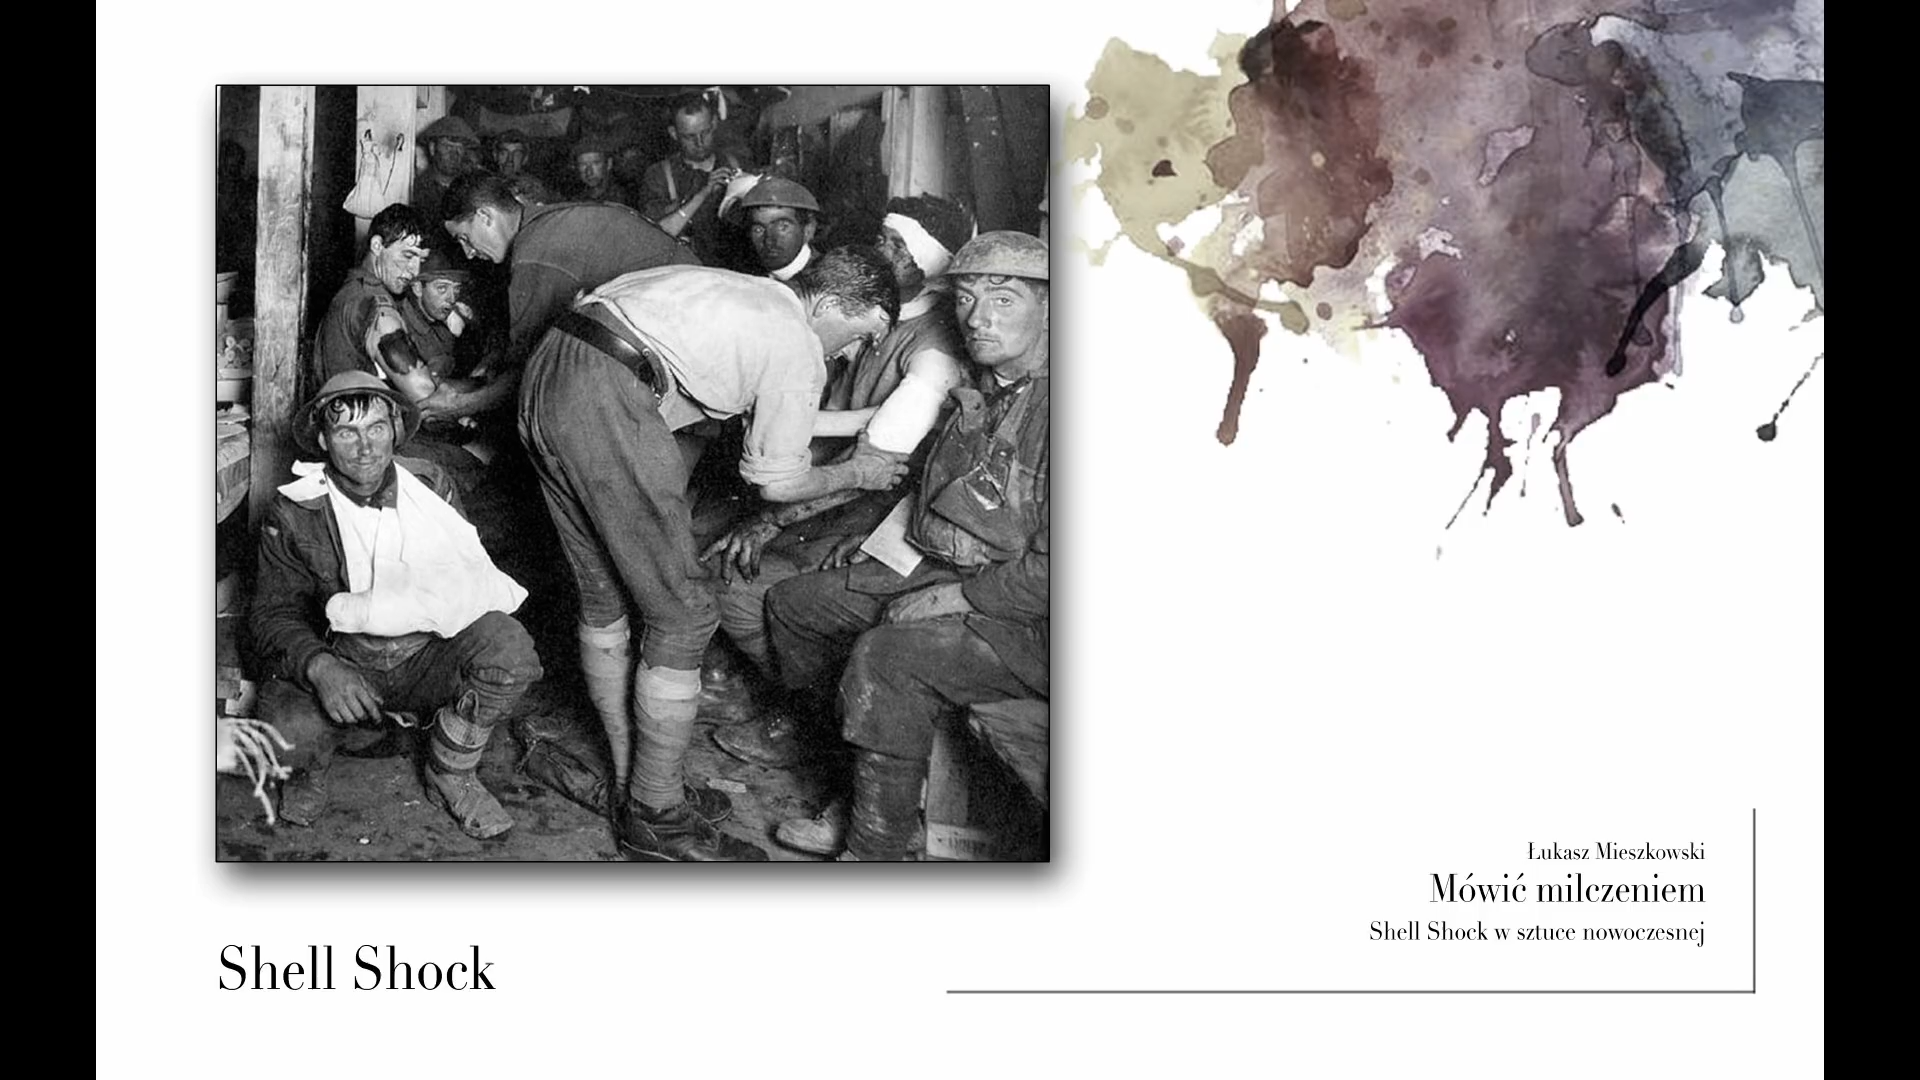 Łukasz Mieszkowski
Mówić milczeniem
Shell Shock w sztuce nowoczesnej
Shell Shock